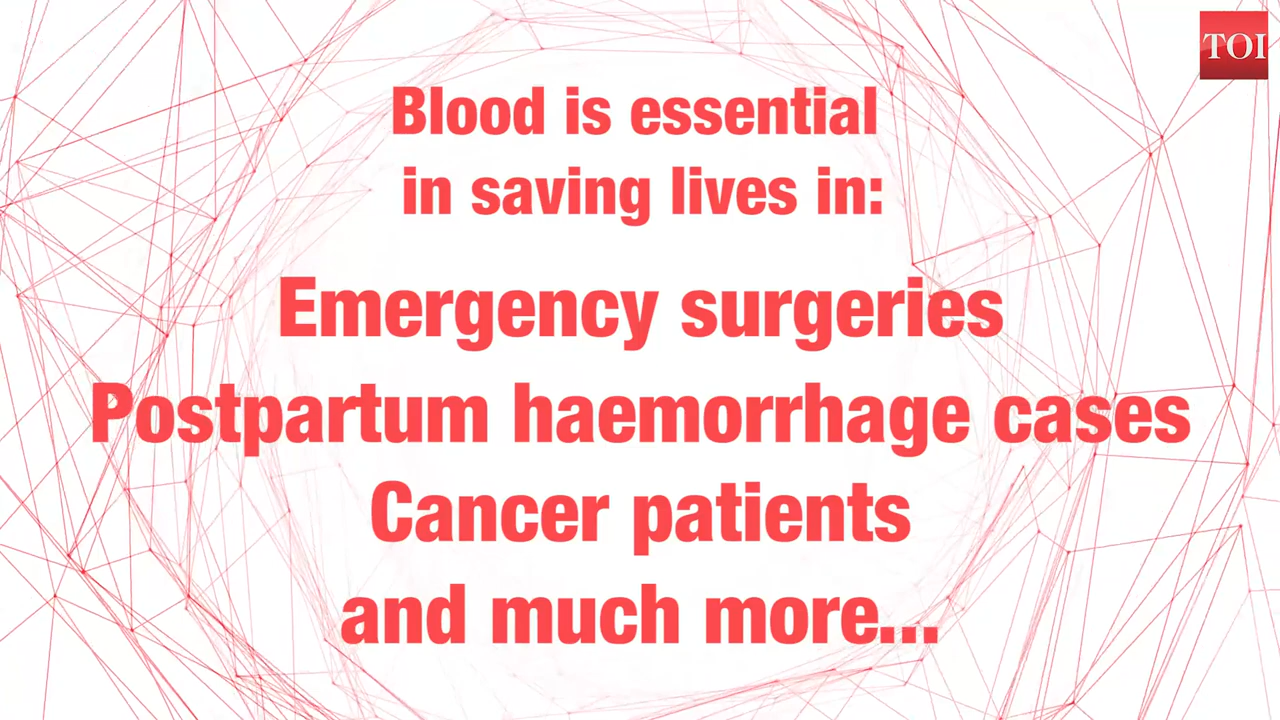 TOI
Blood is essential
in saving lives in:
Emergency surgeries
Postpartum haemorrhage cases
Cancer patients
and much more...